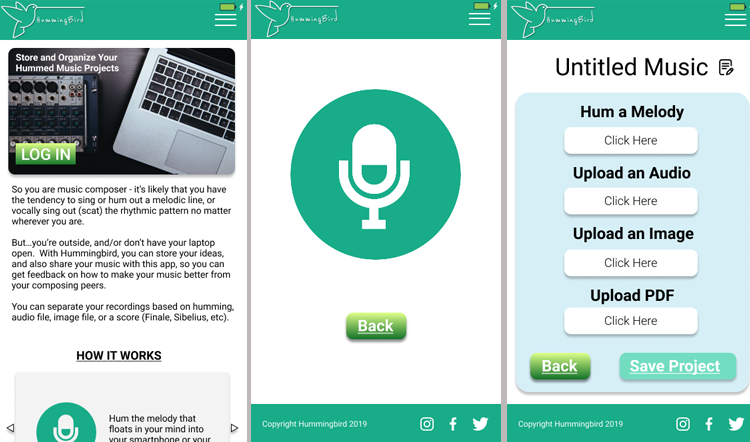 HummingBird
Store and Organize Your
Hummed Music Projects
LOG IN
So you are music composer - it's likely that you have
the tendency to sing or hum out a melodic line, or
vocally sing out (scat) the rhythmic pattern no matter
wherever you are.
But...you're outside, and/or don't have your laptop
open.  With Hummingbird, you can store your ideas,
and also share your music with this app, so you can
get feedback on how to make your music better from
your composing peers.
You can separate your recordings based on humming,
audio file, image file, or a score (Finale, Sibelius, etc).
HOW IT WORKS
Hum the melody that
floats in your mind into
your smartphone or your
HummingBird
Back
Copyright Hummingbird 2019
HummingBird
Untitled Music
Hum a Melody
Click Here
Upload an Audio
Click Here
Upload an Image
Click Here
Upload PDF
Click Here
Back
Save Project
Copyright Hummingbird 2019